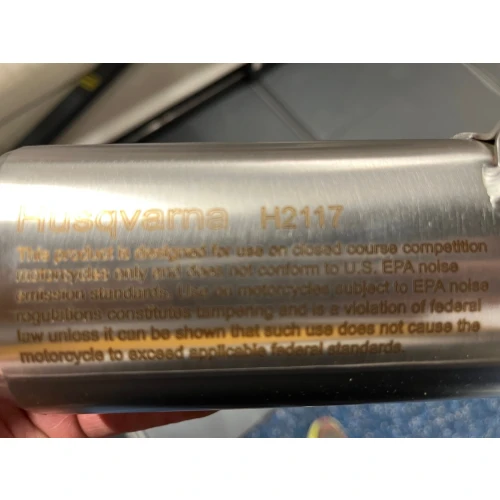 Husqvarna H2117
This product is designed for use on closed course competition
motorcycles only and does not conform to U.S. EPA noise
emission standards. Use on motorcycles subject to EPA noise
regulations constitutes tampering and is a violation of federal
law unless it can be shown that such use does not cause the
motorcycle to exceed applicable federal standards.